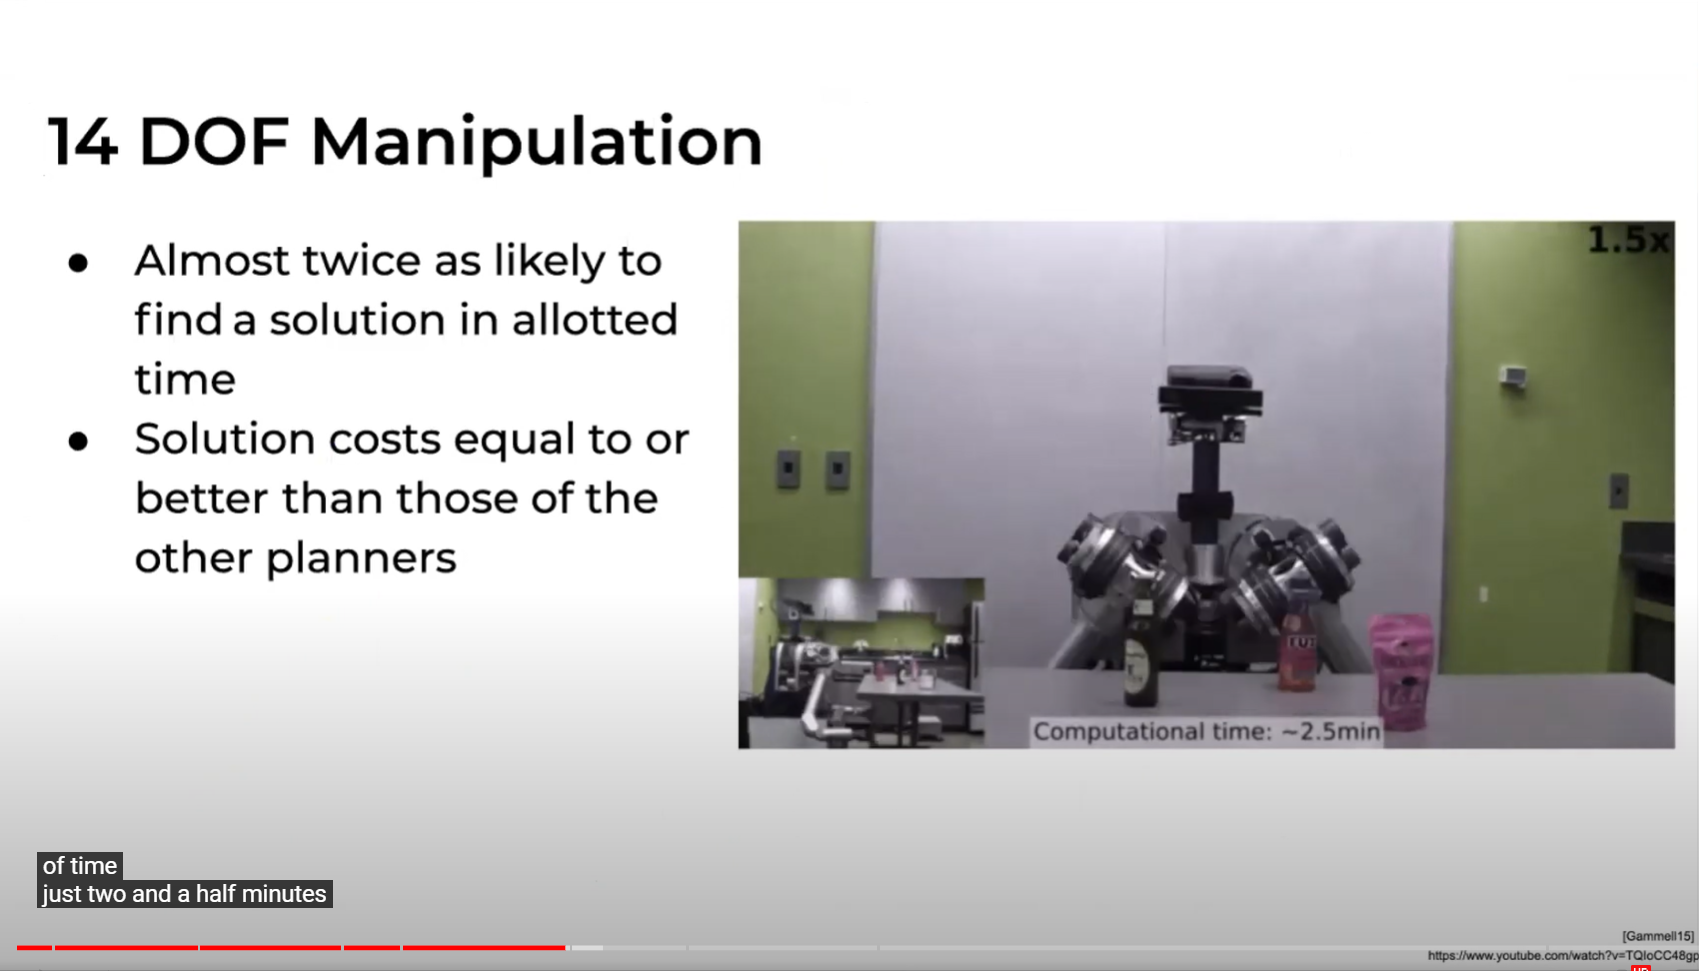 14 DOF Manipulation
● Almost twice as likely to
find a solution in allotted
time
● Solution costs equal to or
better than those of the
other planners
1.5x
Computational time: ~2.5min
of time
just two and a half minutes
[Gammell15]
https://www.youtube.com/watch?v=TQIoCC48gp